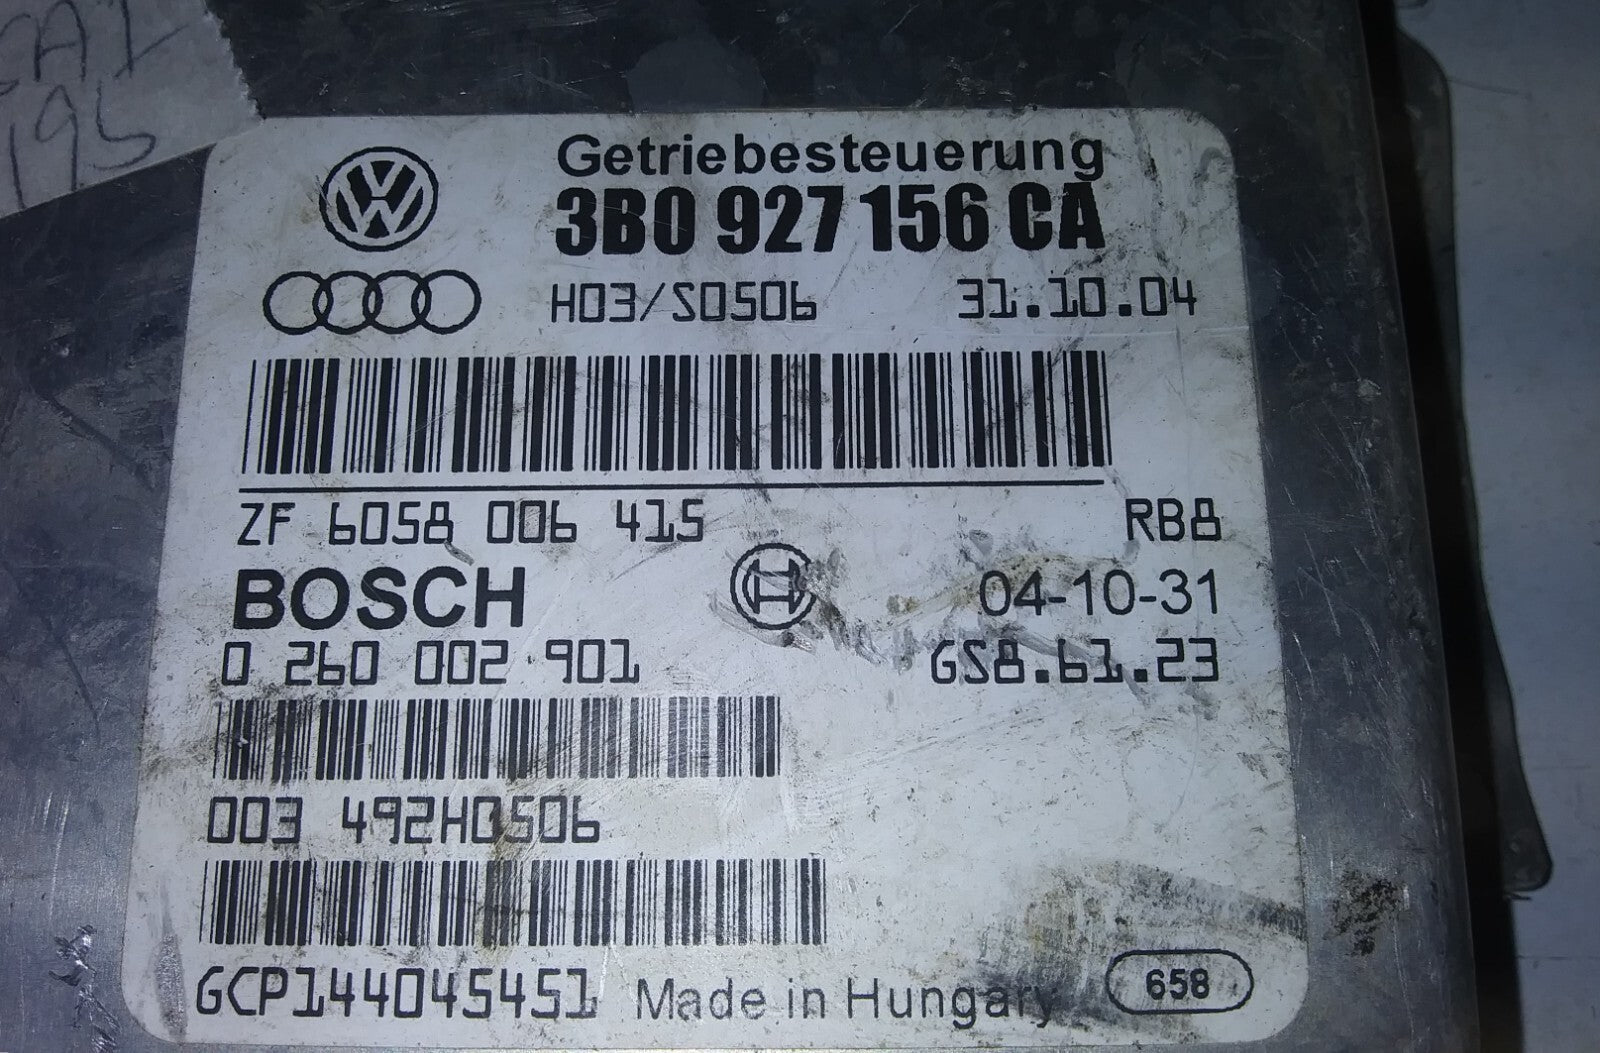 195
Getriebesteuerung
3B0 927 156 CA
H03/S0506 31.10.04
ZF 6058 006 415 RB8
BOSCH 04-10-31
0 260 002 901 GS8.61.23
003 492H0506
GCP144045451 Made in Hungary 658